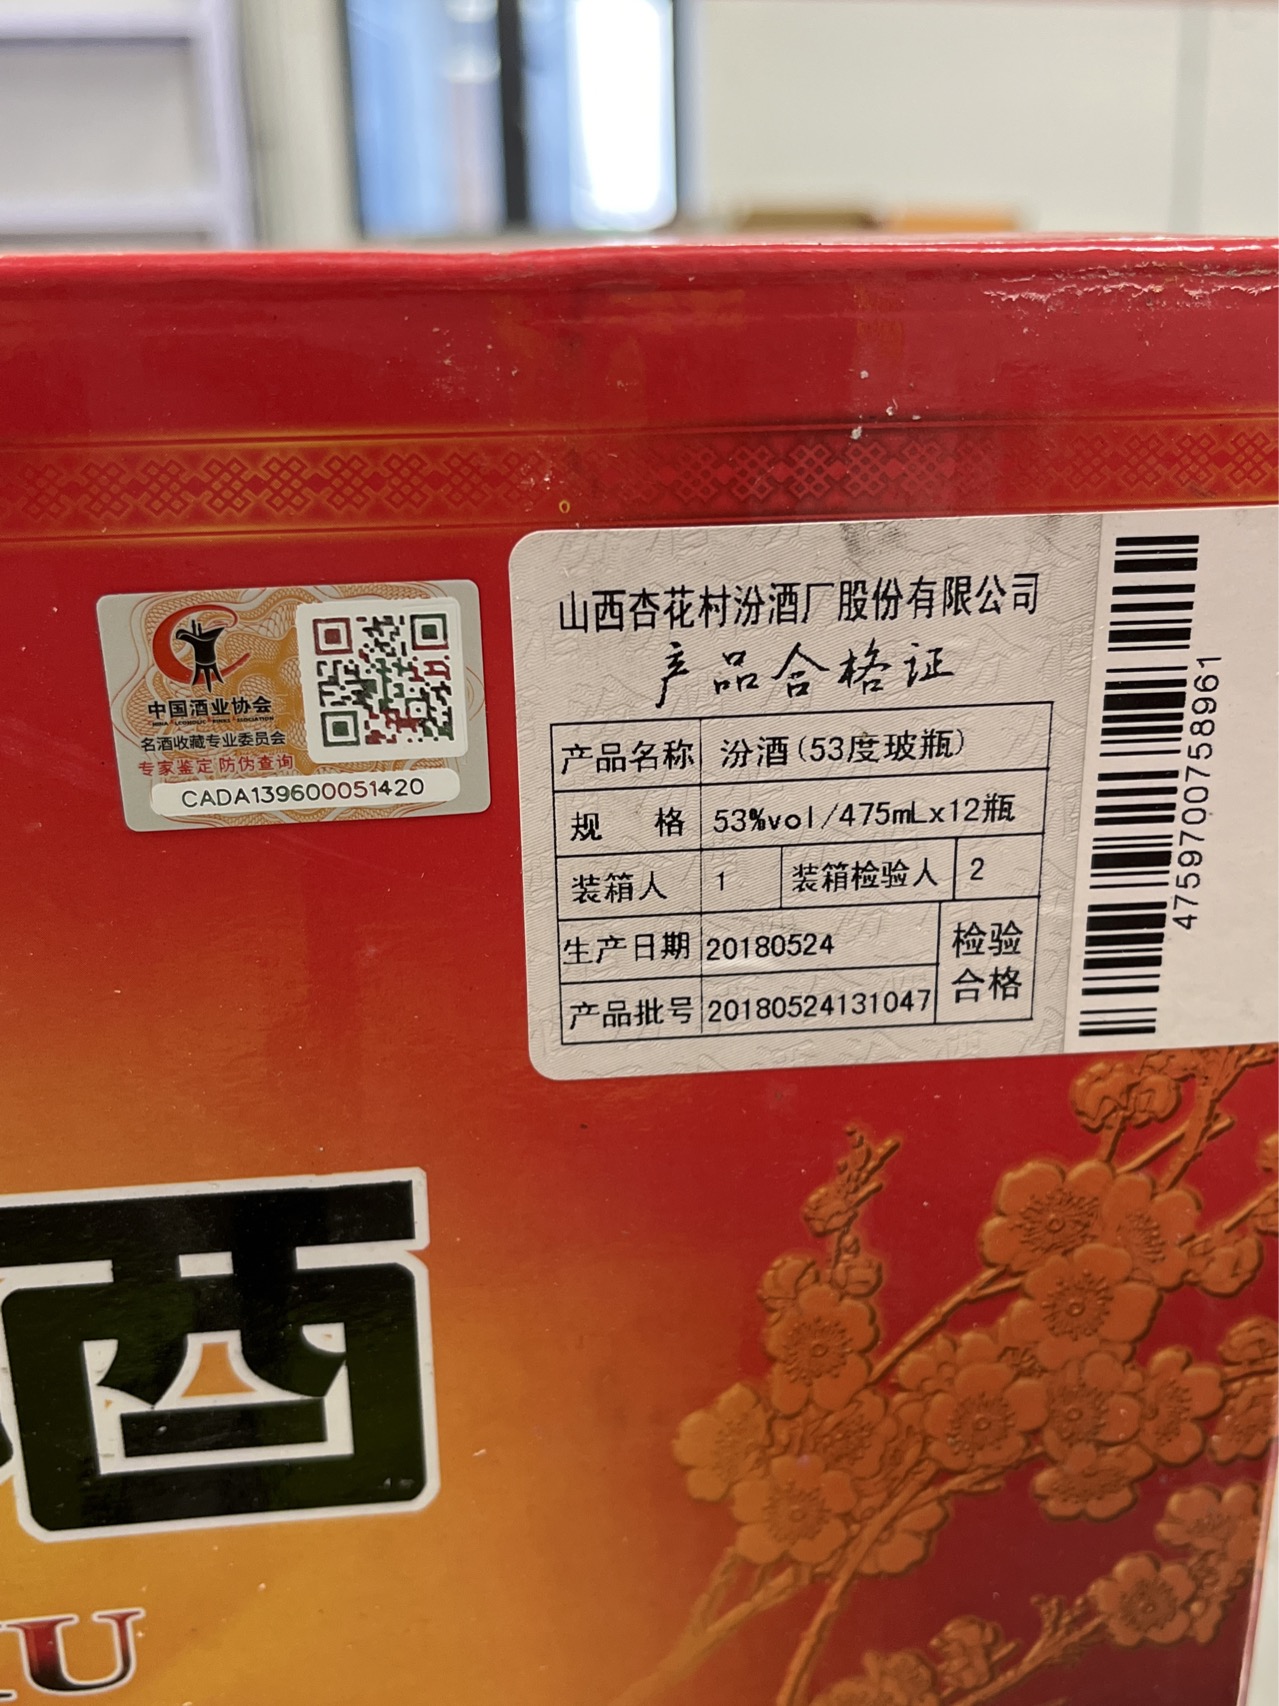 中国酒业协会
名酒收藏专业委员会
专家鉴定 防伪查询
CADA139600051420
山西杏花村汾酒厂股份有限公司
产品合格证
产品名称 汾酒(53度玻瓶)
规 格 53%vol/475mLx12瓶
装箱人 1 装箱检验人 2
生产日期 20180524 检验
产品批号 20180524131047 合格
4759700758961
酒
IU